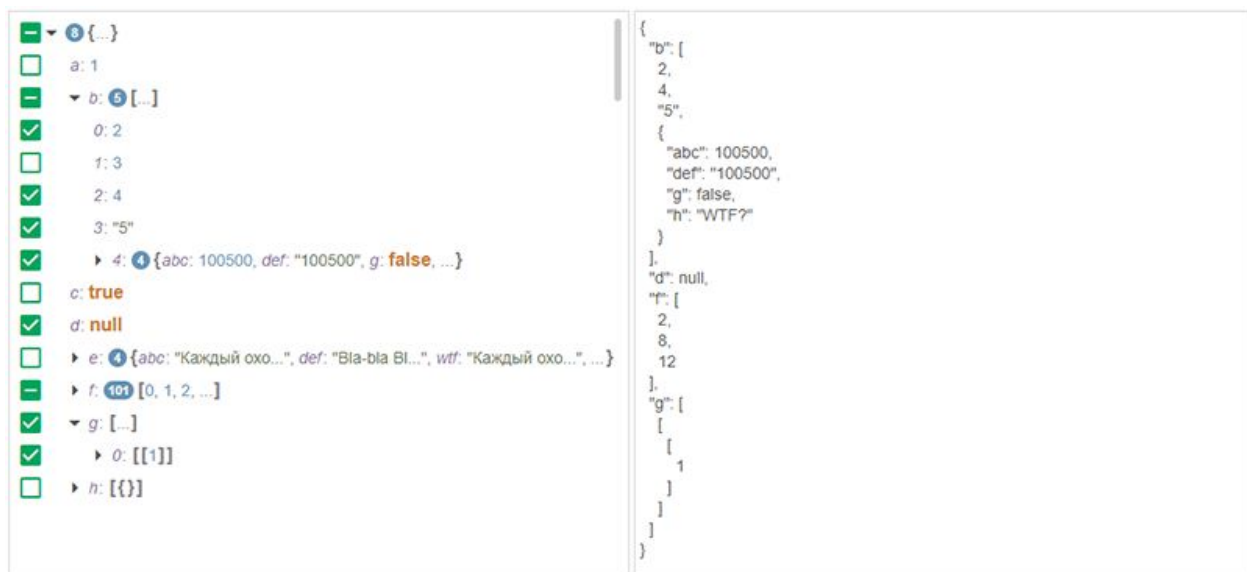 8 {...}
a: 1
b: 5 [...]
0: 2
1: 3
2: 4
3: "5"
4: 4 {abc: 100500, def: "100500", g: false, ...}
c: true
d: null
e: 4 {abc: "Каждый охо...", def: "Bla-bla Bl...", wtf: "Каждый охо...", ...}
f: 101 [0, 1, 2, ...]
g: [...]
0: [[1]]
h: [{}]
{
"b": [
2,
4,
"5",
{
"abc": 100500,
"def": "100500",
"g": false,
"h": "WTF?"
}
],
"d": null,
"f": [
2,
8,
12
],
"g": [
[
[
1
]
]
]
}